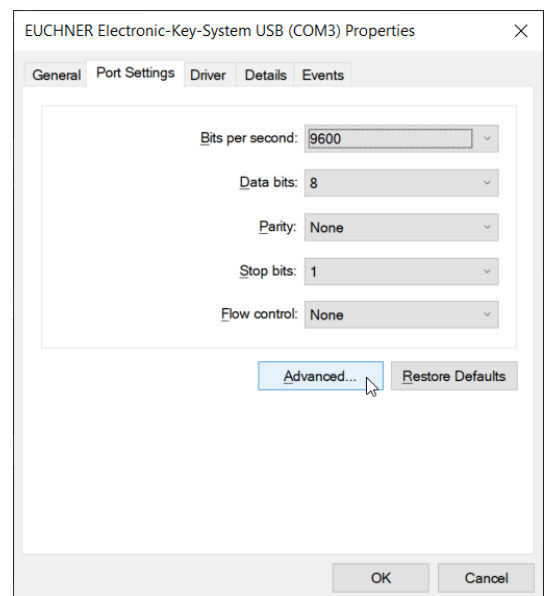 EUCHNER Electronic-Key-System USB (COM3) Properties
General Port Settings Driver Details Events
Bits per second: 9600
Data bits: 8
Parity: None
Stop bits: 1
Flow control: None
Advanced... Restore Defaults
OK Cancel